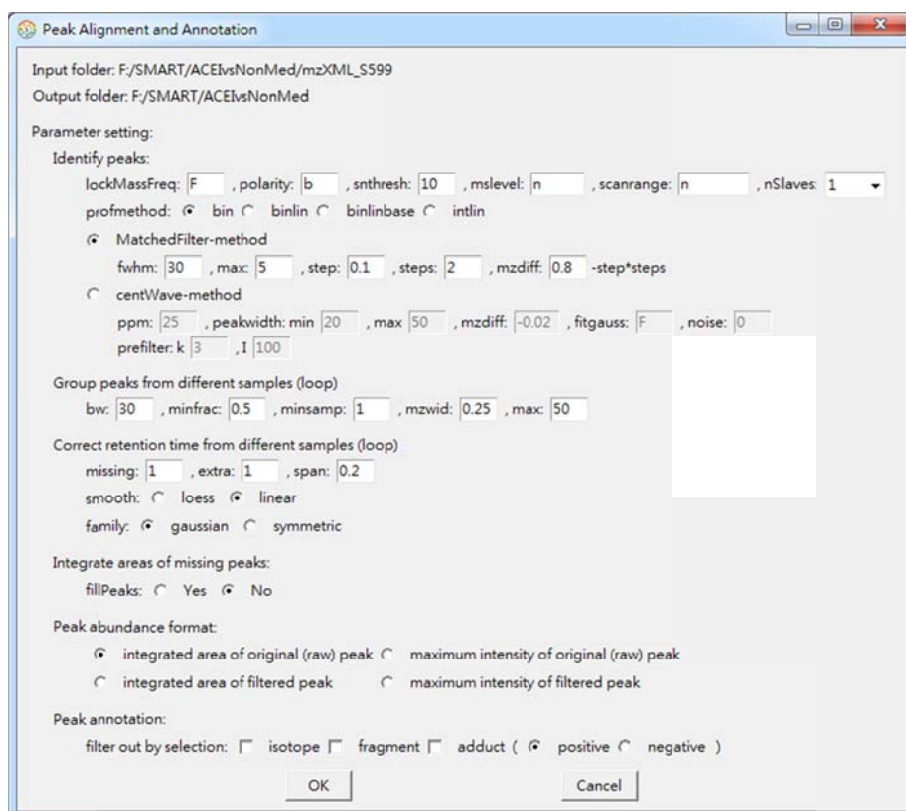 Peak Alignment and Annotation
Input folder: F:/SMART/ACEIvsNonMed/mzXML_S599
Output folder: F:/SMART/ACEIvsNonMed
Parameter setting:
Identify peaks:
lockMassFreq: F , polarity: b , snthresh: 10 , mslevel: n , scanrange: n , nSlaves: 1
profmethod: bin binlin binlinbase intlin
MatchedFilter-method
fwhm: 30 , max: 5 , step: 0.1 , steps: 2 , mzdiff: 0.8 -step*steps
centWave-method
ppm: 25 , peakwidth: min 20 , max 50 , mzdiff: -0.02 , fitgauss: F , noise: 0
prefilter: k 3 ,I 100
Group peaks from different samples (loop)
bw: 30 , minfrac: 0.5 , minsamp: 1 , mzwid: 0.25 , max: 50
Correct retention time from different samples (loop)
missing: 1 , extra: 1 , span: 0.2
smooth: loess linear
family: gaussian symmetric
Integrate areas of missing peaks:
fillPeaks: Yes No
Peak abundance format:
integrated area of original (raw) peak maximum intensity of original (raw) peak
integrated area of filtered peak maximum intensity of filtered peak
Peak annotation:
filter out by selection: isotope fragment adduct ( positive negative )
OK Cancel